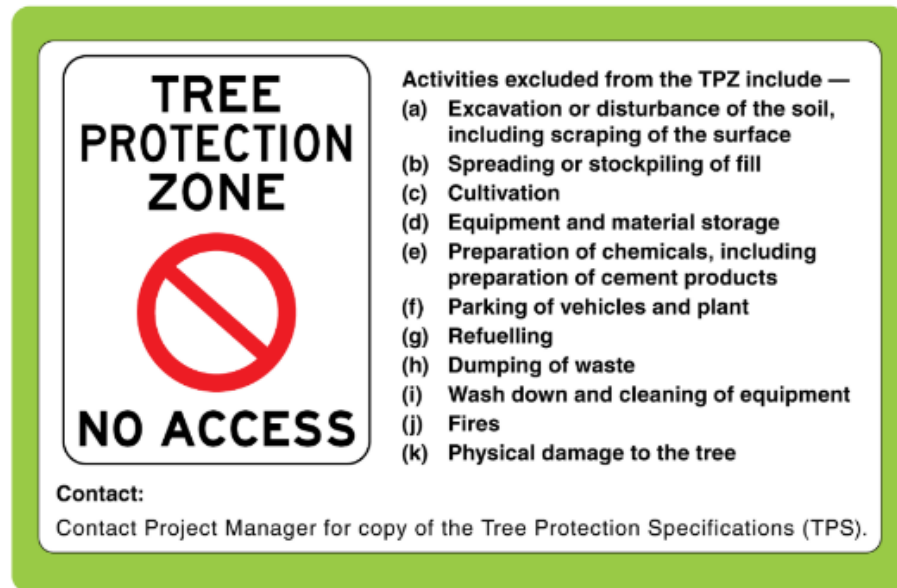 TREE
PROTECTION
ZONE
NO ACCESS
Activities excluded from the TPZ include —
(a) Excavation or disturbance of the soil,
including scraping of the surface
(b) Spreading or stockpiling of fill
(c) Cultivation
(d) Equipment and material storage
(e) Preparation of chemicals, including
preparation of cement products
(f) Parking of vehicles and plant
(g) Refuelling
(h) Dumping of waste
(i) Wash down and cleaning of equipment
(j) Fires
(k) Physical damage to the tree
Contact:
Contact Project Manager for copy of the Tree Protection Specifications (TPS).